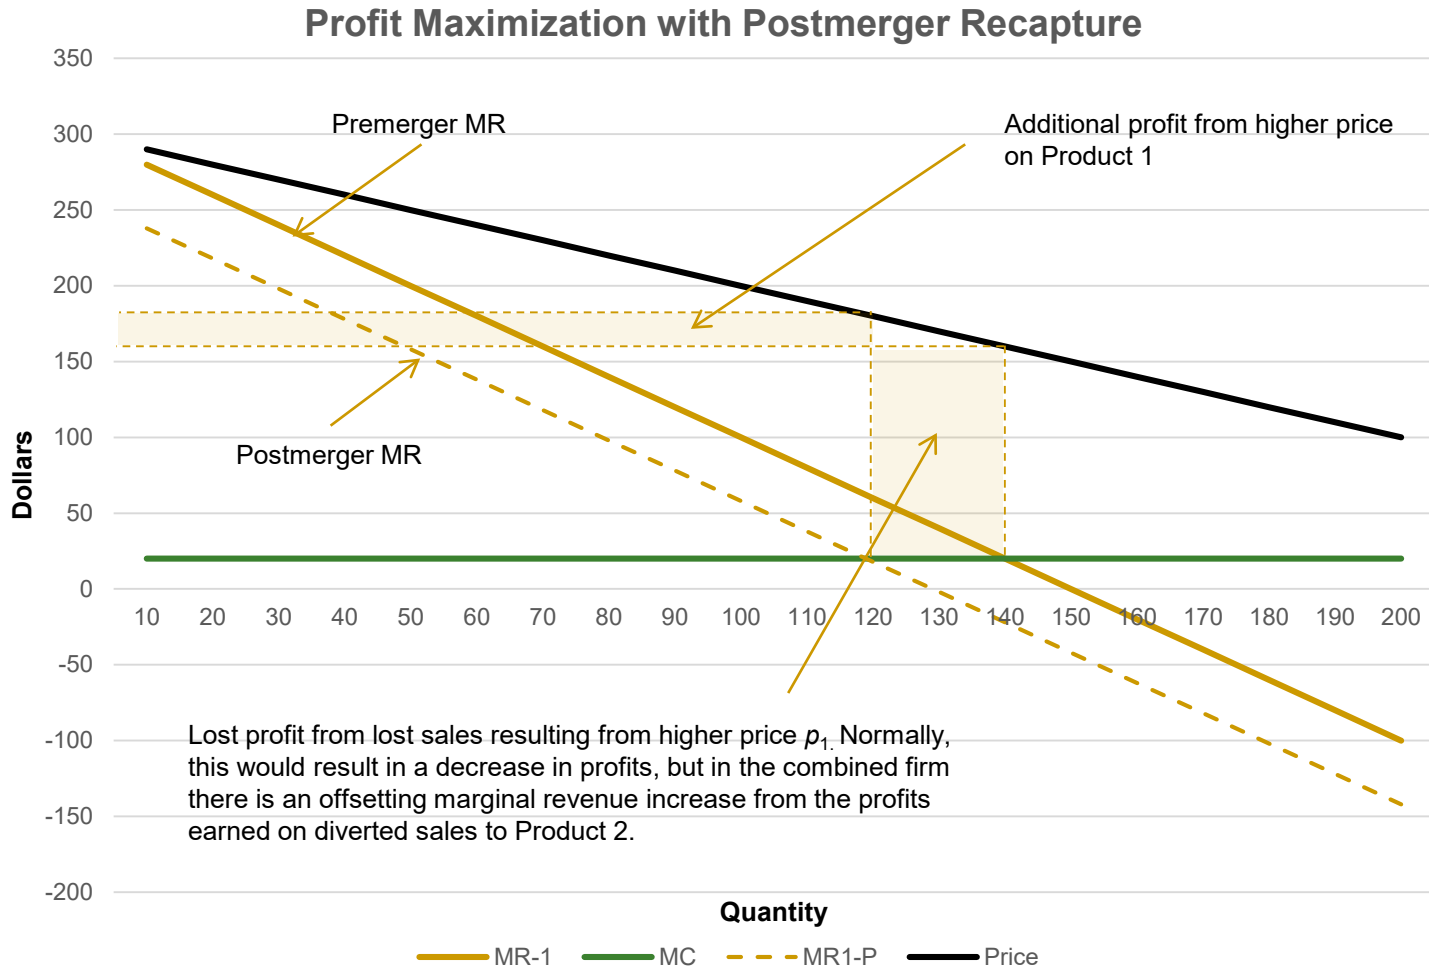 Profit Maximization with Postmerger Recapture
350
300
250
200
150
100
50
0
-50
-100
-150
-200
Dollars
Premerger MR
Additional profit from higher price
on Product 1
Postmerger MR
10 20 30 40 50 60 70 80 90 100 110 120 130 140 150 160 170 180 190 200
Lost profit from lost sales resulting from higher price p1. Normally,
this would result in a decrease in profits, but in the combined firm
there is an offsetting marginal revenue increase from the profits
earned on diverted sales to Product 2.
Quantity
MR-1 MC MR1-P Price